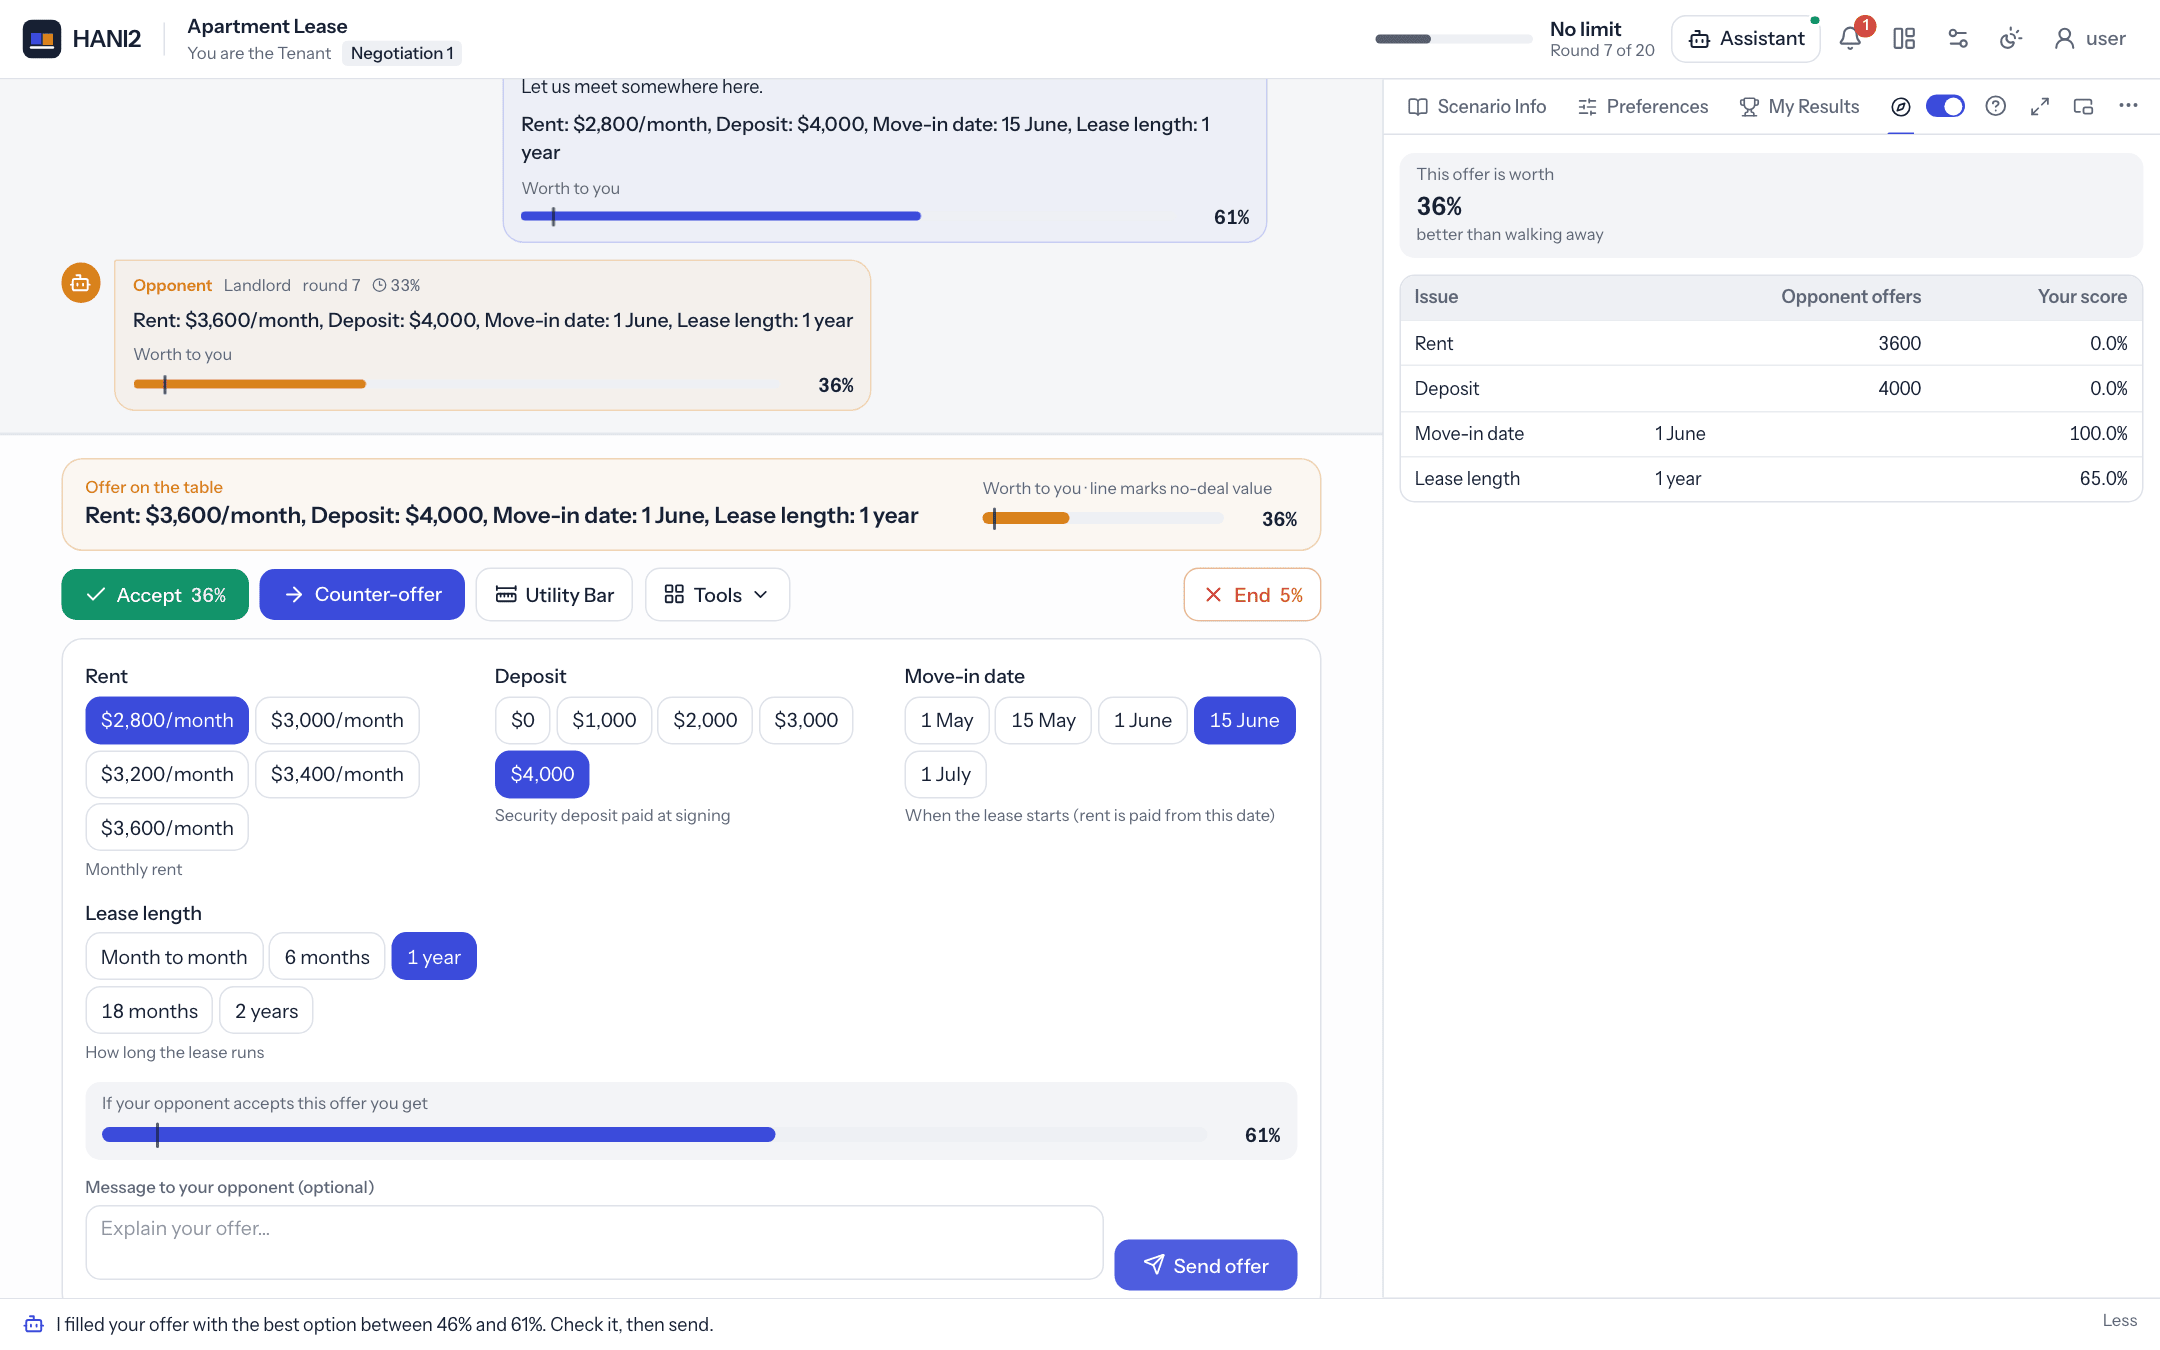 HANI2
Apartment Lease
You are the Tenant
Negotiation 1
No limit
Round 7 of 20
Assistant
1
user
Let us meet somewhere here.
Rent: $2,800/month, Deposit: $4,000, Move-in date: 15 June, Lease length: 1
year
Worth to you
61%
Opponent Landlord round 7 33%
Rent: $3,600/month, Deposit: $4,000, Move-in date: 1 June, Lease length: 1 year
Worth to you
36%
Offer on the table
Rent: $3,600/month, Deposit: $4,000, Move-in date: 1 June, Lease length: 1 year
Worth to you · line marks no-deal value
36%
Accept 36%
Counter-offer
Utility Bar
Tools
End 5%
Rent
$2,800/month
$3,000/month
$3,200/month
$3,400/month
$3,600/month
Monthly rent
Deposit
$0
$1,000
$2,000
$3,000
$4,000
Security deposit paid at signing
Move-in date
1 May
15 May
1 June
15 June
1 July
When the lease starts (rent is paid from this date)
Lease length
Month to month
6 months
1 year
18 months
2 years
How long the lease runs
If your opponent accepts this offer you get
61%
Message to your opponent (optional)
Explain your offer...
Send offer
Scenario Info
Preferences
My Results
This offer is worth
36%
better than walking away
Issue Opponent offers Your score
Rent 3600 0.0%
Deposit 4000 0.0%
Move-in date 1 June 100.0%
Lease length 1 year 65.0%
I filled your offer with the best option between 46% and 61%. Check it, then send.
Less